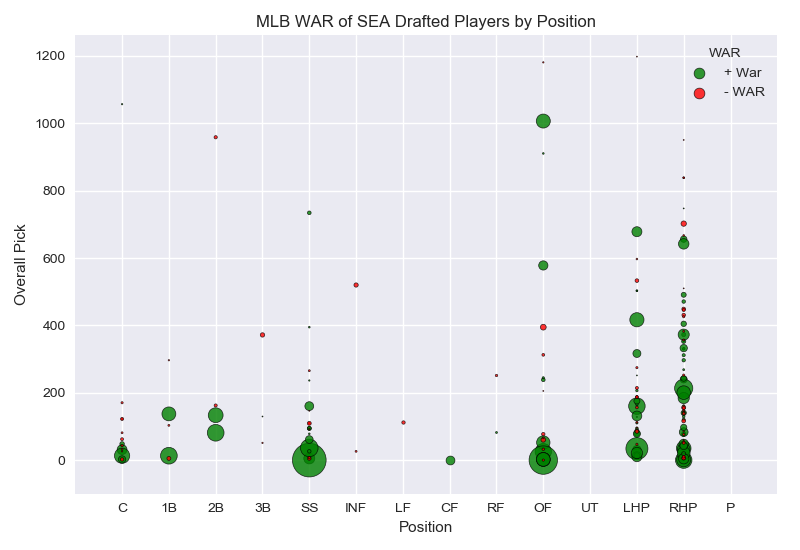 MLB WAR of SEA Drafted Players by Position
WAR
+ War
- WAR
1200
1000
800
600
400
200
0
Overall Pick
C 1B 2B 3B SS INF LF CF RF OF UT LHP RHP P
Position